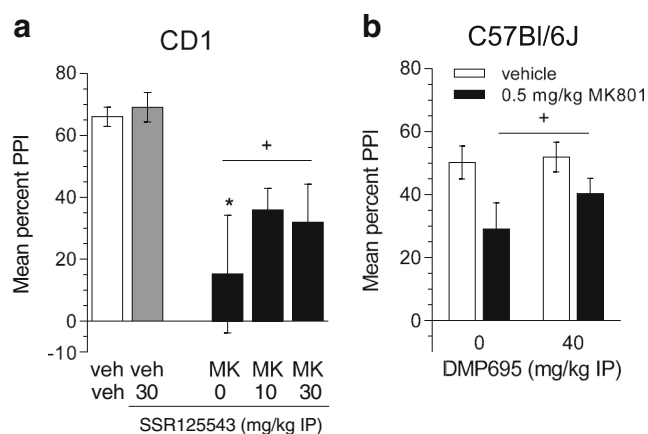 a
CD1
Mean percent PPI
80
60
40
20
0
-10
*
+
veh veh MK MK MK
veh 30 0 10 30
SSR125543 (mg/kg IP)
b
C57Bl/6J
Mean percent PPI
80
60
40
20
0
vehicle
0.5 mg/kg MK801
+
0 40
DMP695 (mg/kg IP)